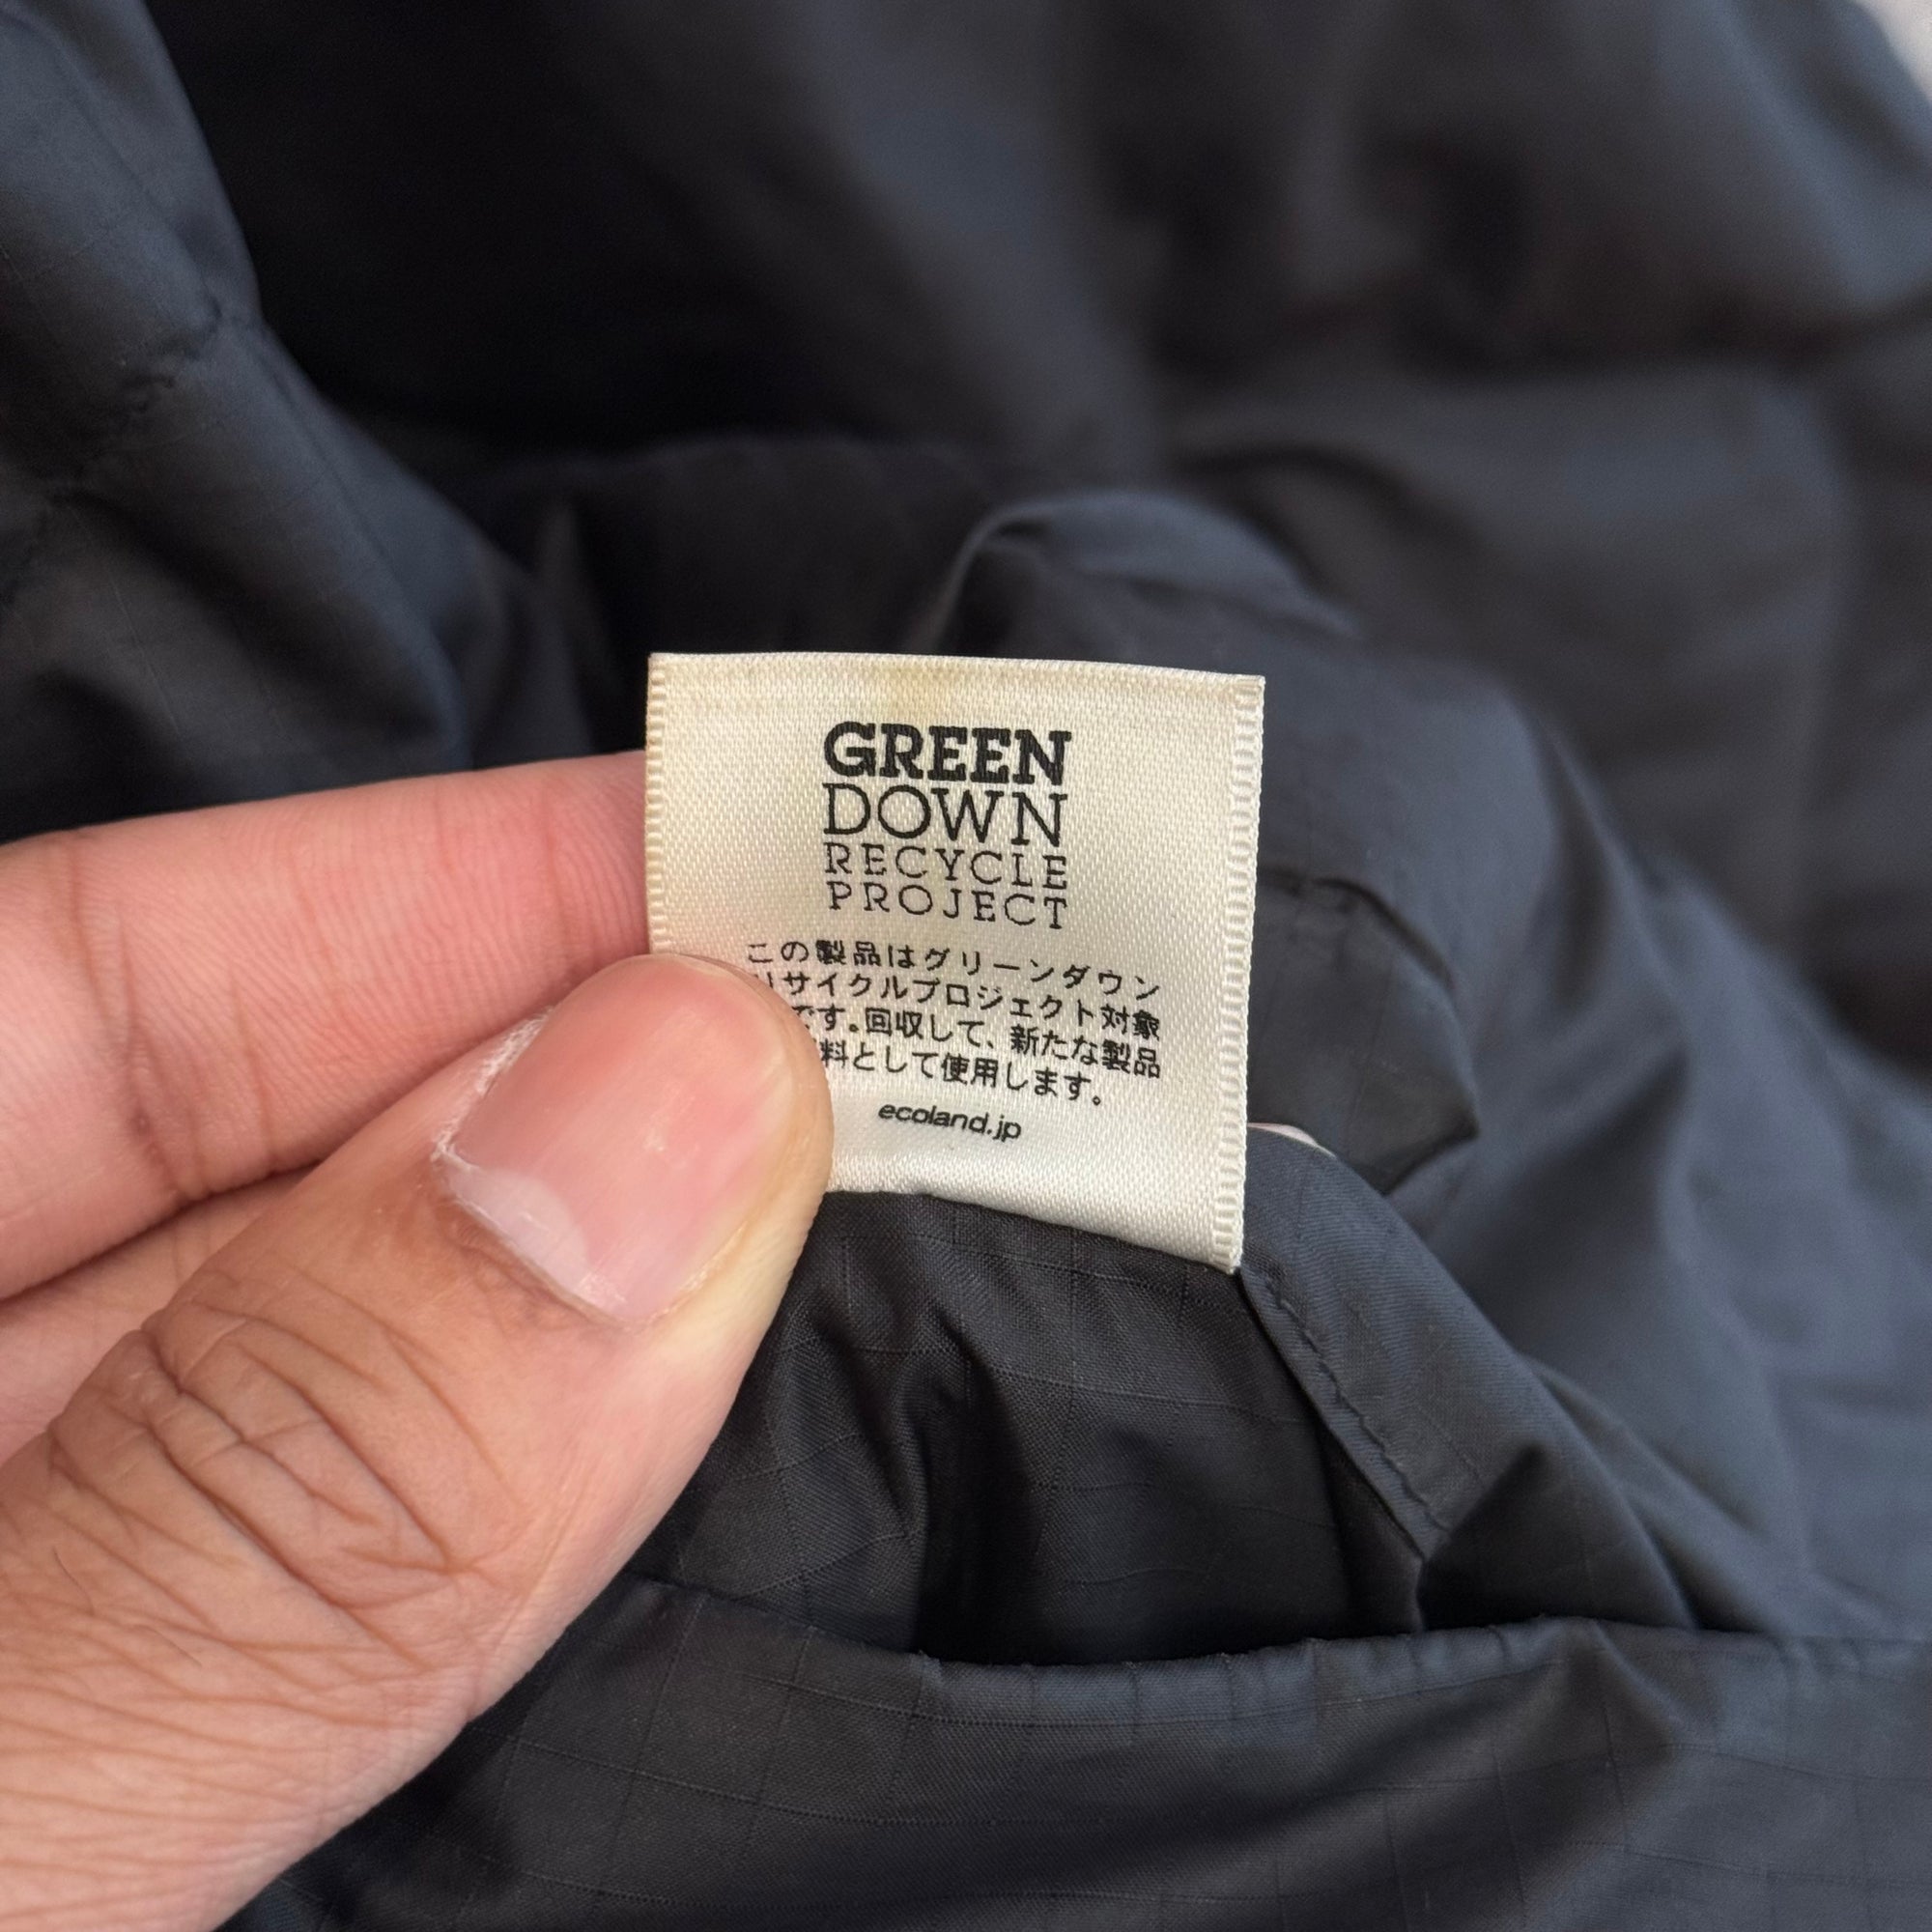 GREEN
DOWN
RECYCLE
PROJECT
この製品はグリーンダウン
リサイクルプロジェクト対象
です。回収して、新たな製品
料として使用します。
ecoland.jp